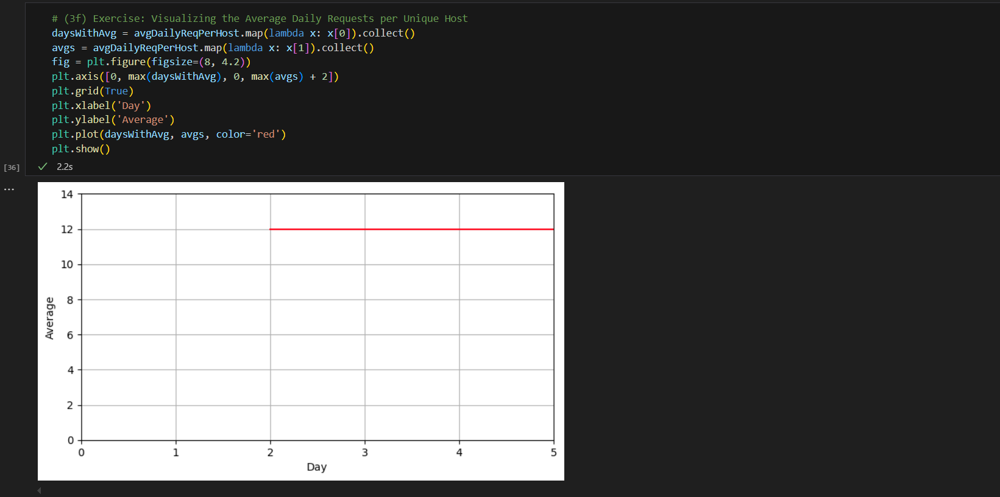 # (3f) Exercise: Visualizing the Average Daily Requests per Unique Host
daysWithAvg = avgDailyReqPerHost.map(lambda x: x[0]).collect()
avgs = avgDailyReqPerHost.map(lambda x: x[1]).collect()
fig = plt.figure(figsize=(8, 4.2))
plt.axis([0, max(daysWithAvg), 0, max(avgs) + 2])
plt.grid(True)
plt.xlabel('Day')
plt.ylabel('Average')
plt.plot(daysWithAvg, avgs, color='red')
plt.show()
[36]
2.2s
...
14
12
10
8
6
4
2
0
Average
0 1 2 3 4 5
Day